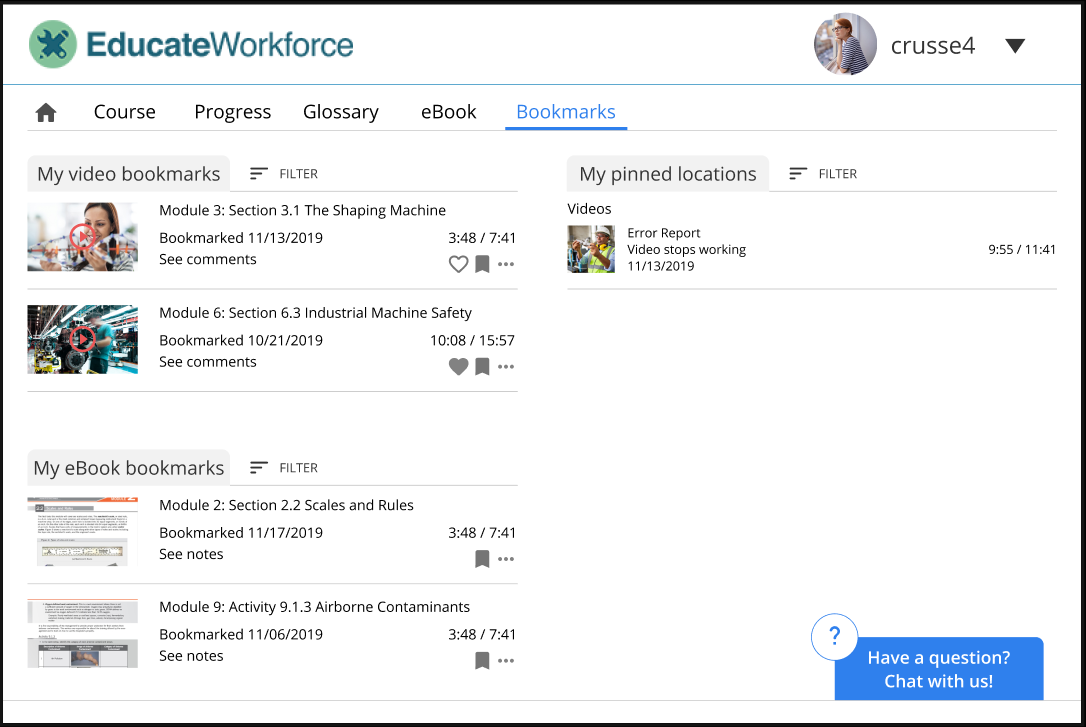 EducateWorkforce
crusse4
Course Progress Glossary eBook Bookmarks
My video bookmarks FILTER
Module 3: Section 3.1 The Shaping Machine
Bookmarked 11/13/2019 3:48 / 7:41
See comments
Module 6: Section 6.3 Industrial Machine Safety
Bookmarked 10/21/2019 10:08 / 15:57
See comments
My eBook bookmarks FILTER
Module 2: Section 2.2 Scales and Rules
Bookmarked 11/17/2019 3:48 / 7:41
See notes
Module 9: Activity 9.1.3 Airborne Contaminants
Bookmarked 11/06/2019 3:48 / 7:41
See notes
My pinned locations FILTER
Videos
Error Report
Video stops working 9:55 / 11:41
11/13/2019
?
Have a question?
Chat with us!